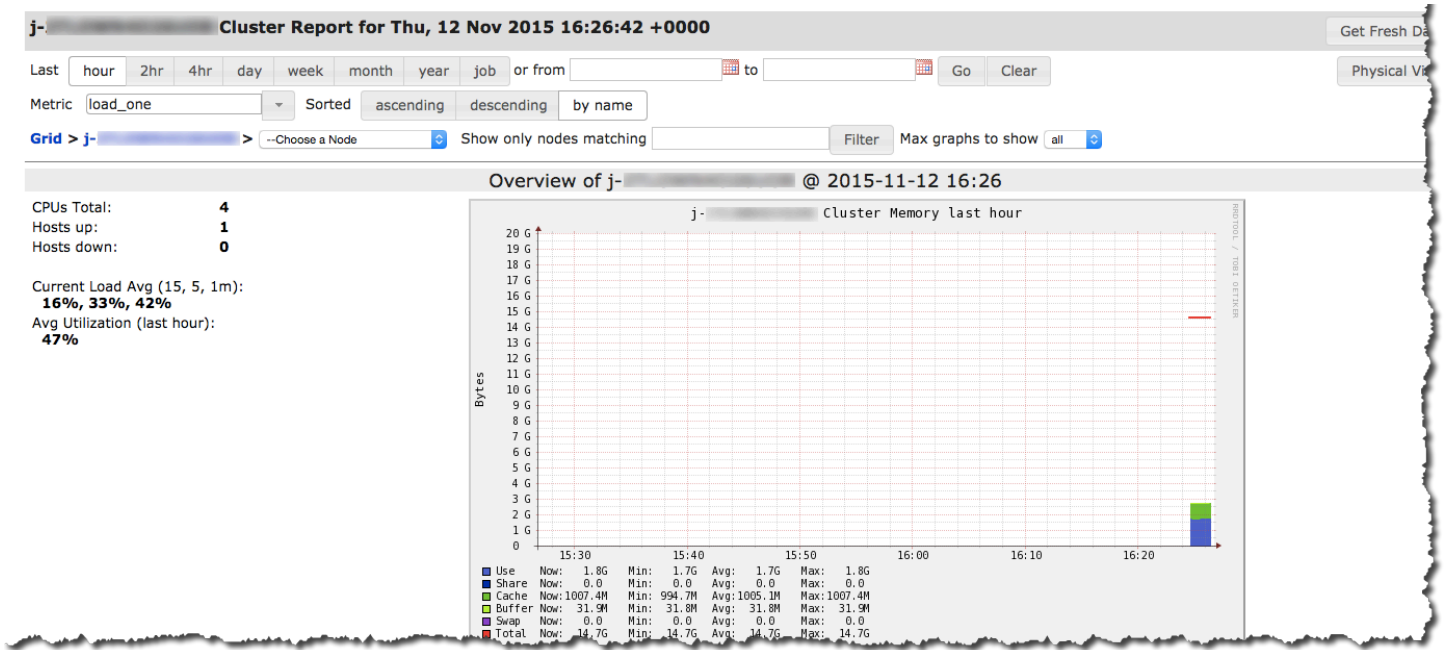 j- Cluster Report for Thu, 12 Nov 2015 16:26:42 +0000
Get Fresh Da
Last hour 2hr 4hr day week month year job or from to Go Clear
Physical Vi
Metric load_one Sorted ascending descending by name
Grid > j- > --Choose a Node Show only nodes matching Filter Max graphs to show all
Overview of j- @ 2015-11-12 16:26
CPUs Total: 4
Hosts up: 1
Hosts down: 0
Current Load Avg (15, 5, 1m):
16%, 33%, 42%
Avg Utilization (last hour):
47%
j- Cluster Memory last hour
RRDTOOL / TOBI OETIKER
Bytes
20 G
19 G
18 G
17 G
16 G
15 G
14 G
13 G
12 G
11 G
10 G
9 G
8 G
7 G
6 G
5 G
4 G
3 G
2 G
1 G
0
15:30 15:40 15:50 16:00 16:10 16:20
Use Now: 1.8G Min: 1.7G Avg: 1.7G Max: 1.8G
Share Now: 0.0 Min: 0.0 Avg: 0.0 Max: 0.0
Cache Now:1007.4M Min: 994.7M Avg:1005.1M Max:1007.4M
Buffer Now: 31.9M Min: 31.8M Avg: 31.8M Max: 31.9M
Swap Now: 0.0 Min: 0.0 Avg: 0.0 Max: 0.0
Total Now: 14.7G Min: 14.7G Avg: 14.7G Max: 14.7G